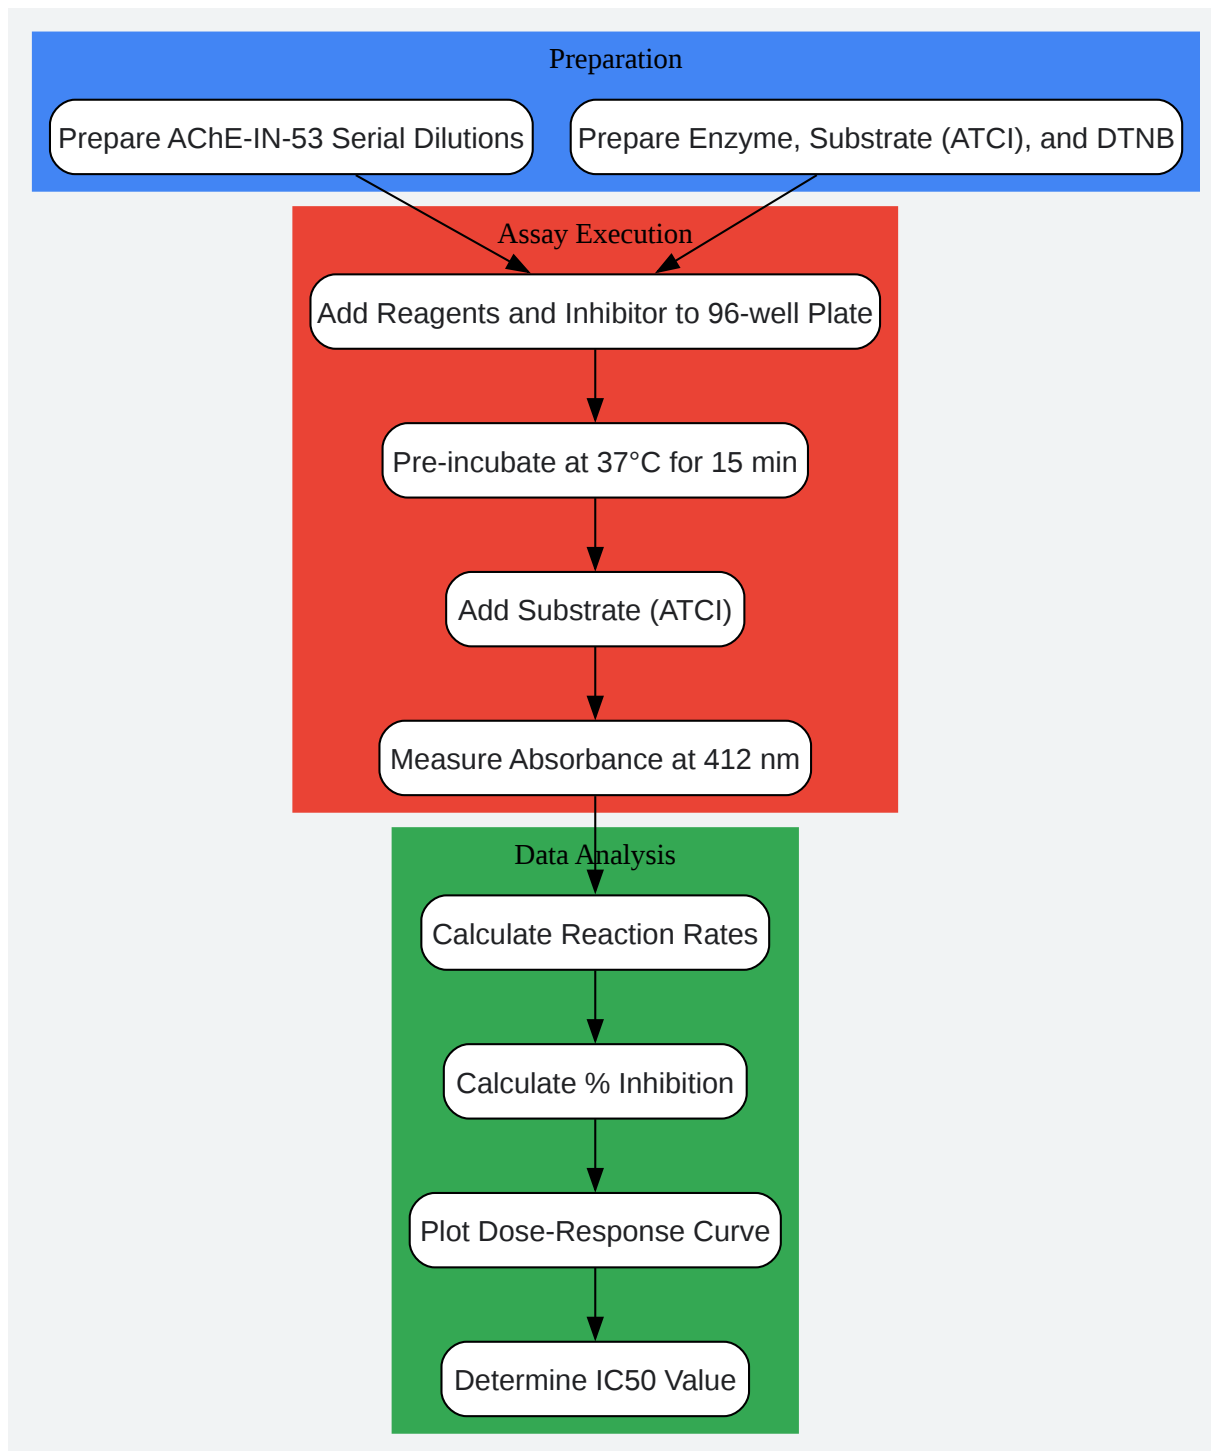 Preparation
Prepare AChE-IN-53 Serial Dilutions
Prepare Enzyme, Substrate (ATCI), and DTNB
Assay Execution
Add Reagents and Inhibitor to 96-well Plate
Pre-incubate at 37°C for 15 min
Add Substrate (ATCI)
Measure Absorbance at 412 nm
Data Analysis
Calculate Reaction Rates
Calculate % Inhibition
Plot Dose-Response Curve
Determine IC50 Value